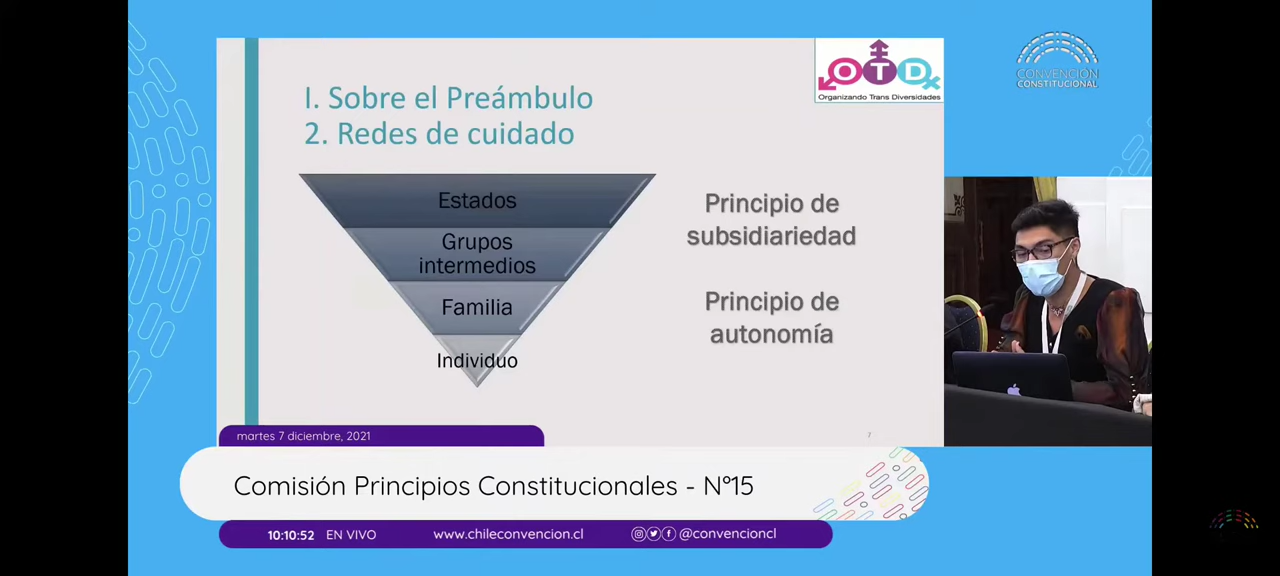 I. Sobre el Preámbulo
2. Redes de cuidado
OTD
Organizando Trans Diversidades
CONVENCIÓN
CONSTITUCIONAL
Estados
Grupos
intermedios
Familia
Individuo
Principio de
subsidiariedad
Principio de
autonomía
7
martes 7 diciembre, 2021
Comisión Principios Constitucionales - N°15
10:10:52 EN VIVO www.chileconvencion.cl @convencioncl